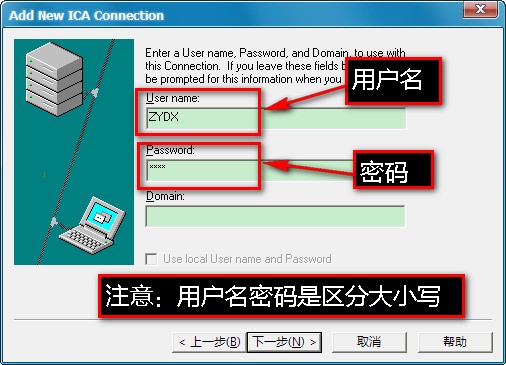 Add New ICA Connection
Enter a User name, Password, and Domain, to use with
this Connection. If you leave these fields b
be prompted for this information when you
用户名
User name:
ZYDX
Password:
****
密码
Domain:
Use local User name and Password
注意：用户名密码是区分大小写
< 上一步(B) 下一步(N) > 取消 帮助